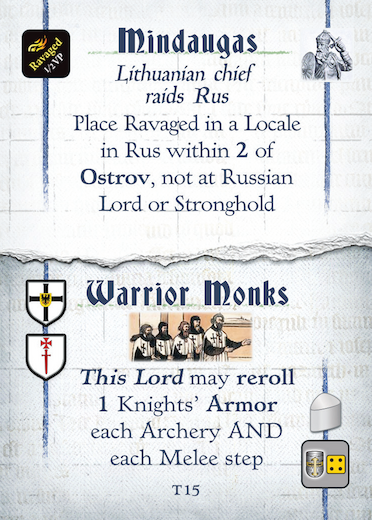 Ravaged
1/2 VP
Mindaugas
Lithuanian chief
raids Rus
Place Ravaged in a Locale
in Rus within 2 of
Ostrov, not at Russian
Lord or Stronghold
Warrior Monks
This Lord may reroll
1 Knights' Armor
each Archery AND
each Melee step
T15